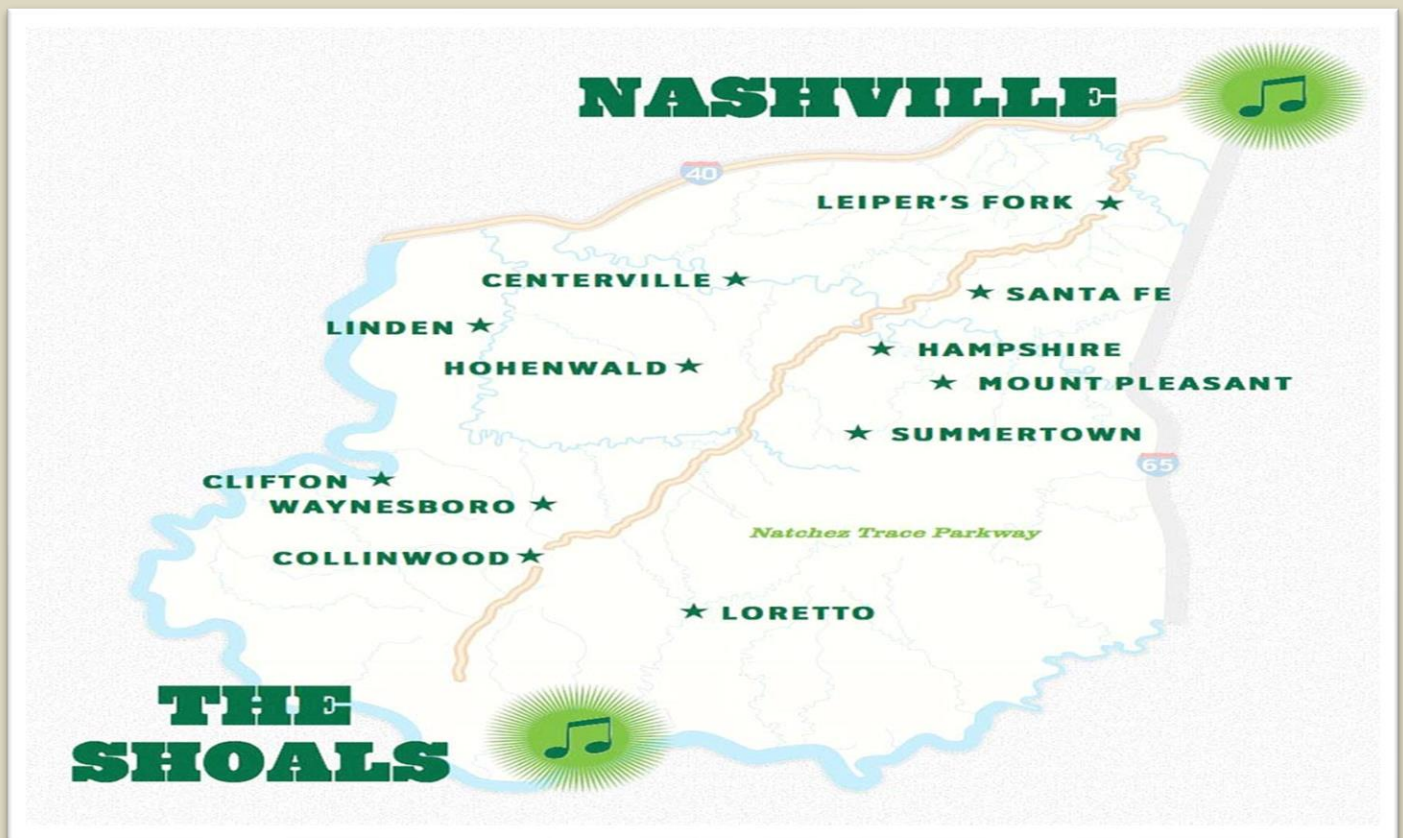 NASHVILLE
40
LEIPER'S FORK
CENTERVILLE
SANTA FE
LINDEN
HAMPSHIRE
HOHENWALD
MOUNT PLEASANT
SUMMERTOWN
65
CLIFTON
WAYNESBORO
Natchez Trace Parkway
COLLINWOOD
LORETTO
THE
SHOALS